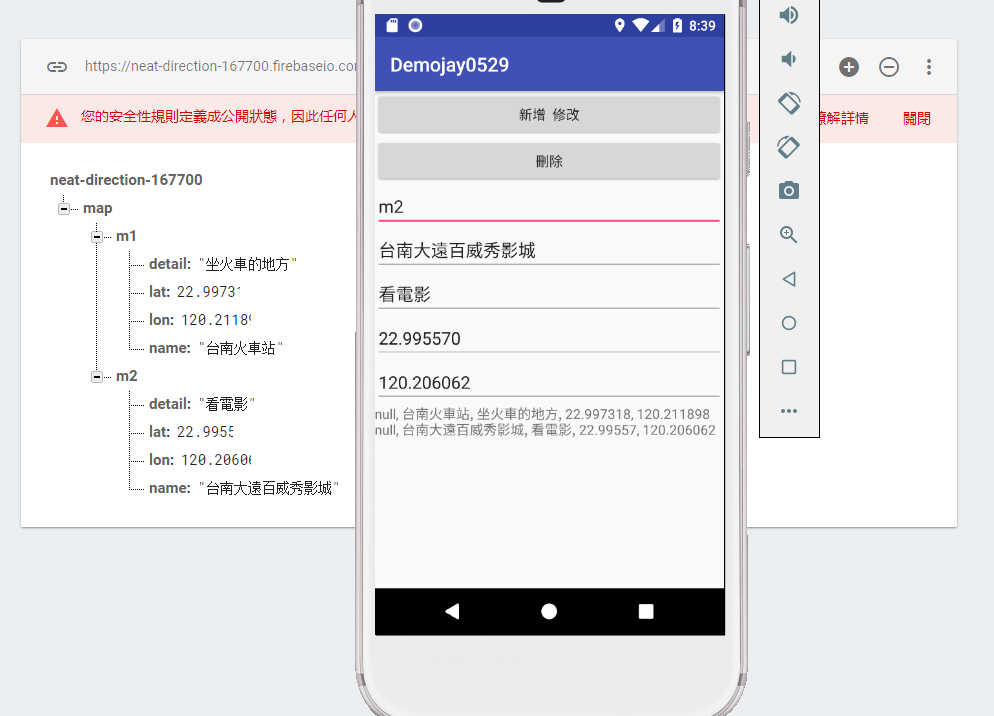 https://neat-direction-167700.firebaseio.co
您的安全性規則定義成公開狀態，因此任何人
瞭解詳情
關閉
neat-direction-167700
map
m1
detail: "坐火車的地方"
lat: 22.99731
lon: 120.21189
name: "台南火車站"
m2
detail: "看電影"
lat: 22.9955
lon: 120.20606
name: "台南大遠百威秀影城"
8:39
Demojay0529
新增 修改
刪除
m2
台南大遠百威秀影城
看電影
22.995570
120.206062
null, 台南火車站, 坐火車的地方, 22.997318, 120.211898
null, 台南大遠百威秀影城, 看電影, 22.99557, 120.206062